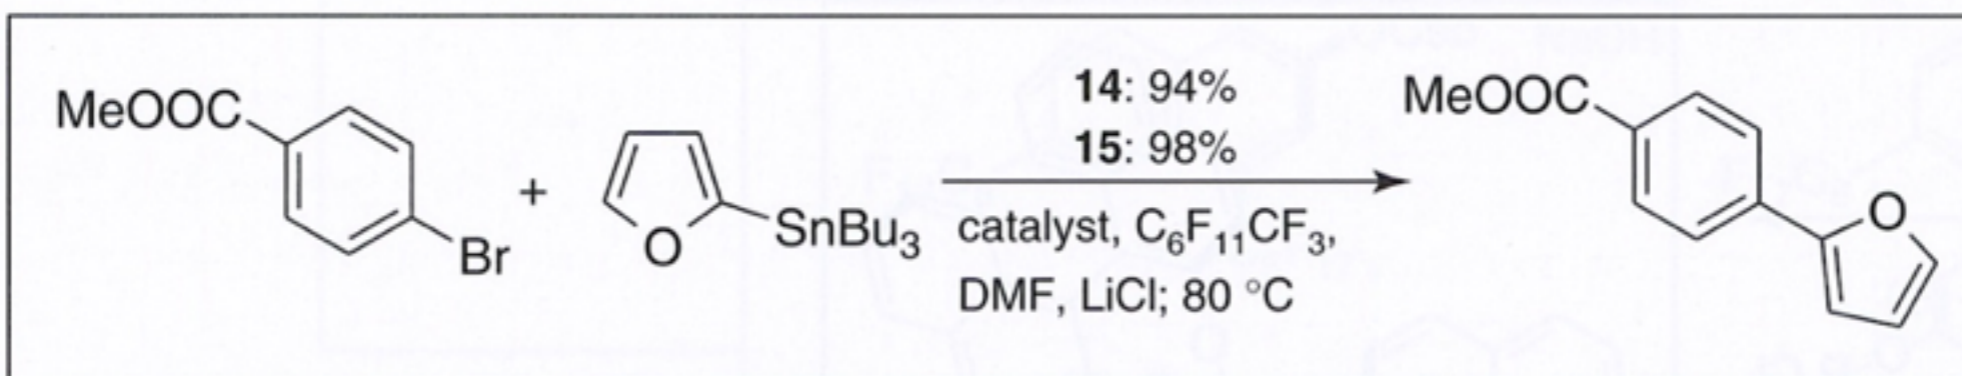 MeOOC
Br
+
O
SnBu₃
14: 94%
15: 98%
catalyst, C₆F₁₁CF₃,
DMF, LiCl; 80 °C
MeOOC
O